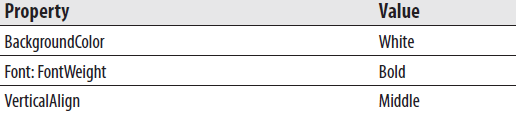 Property Value
BackgroundColor White
Font: FontWeight Bold
VerticalAlign Middle